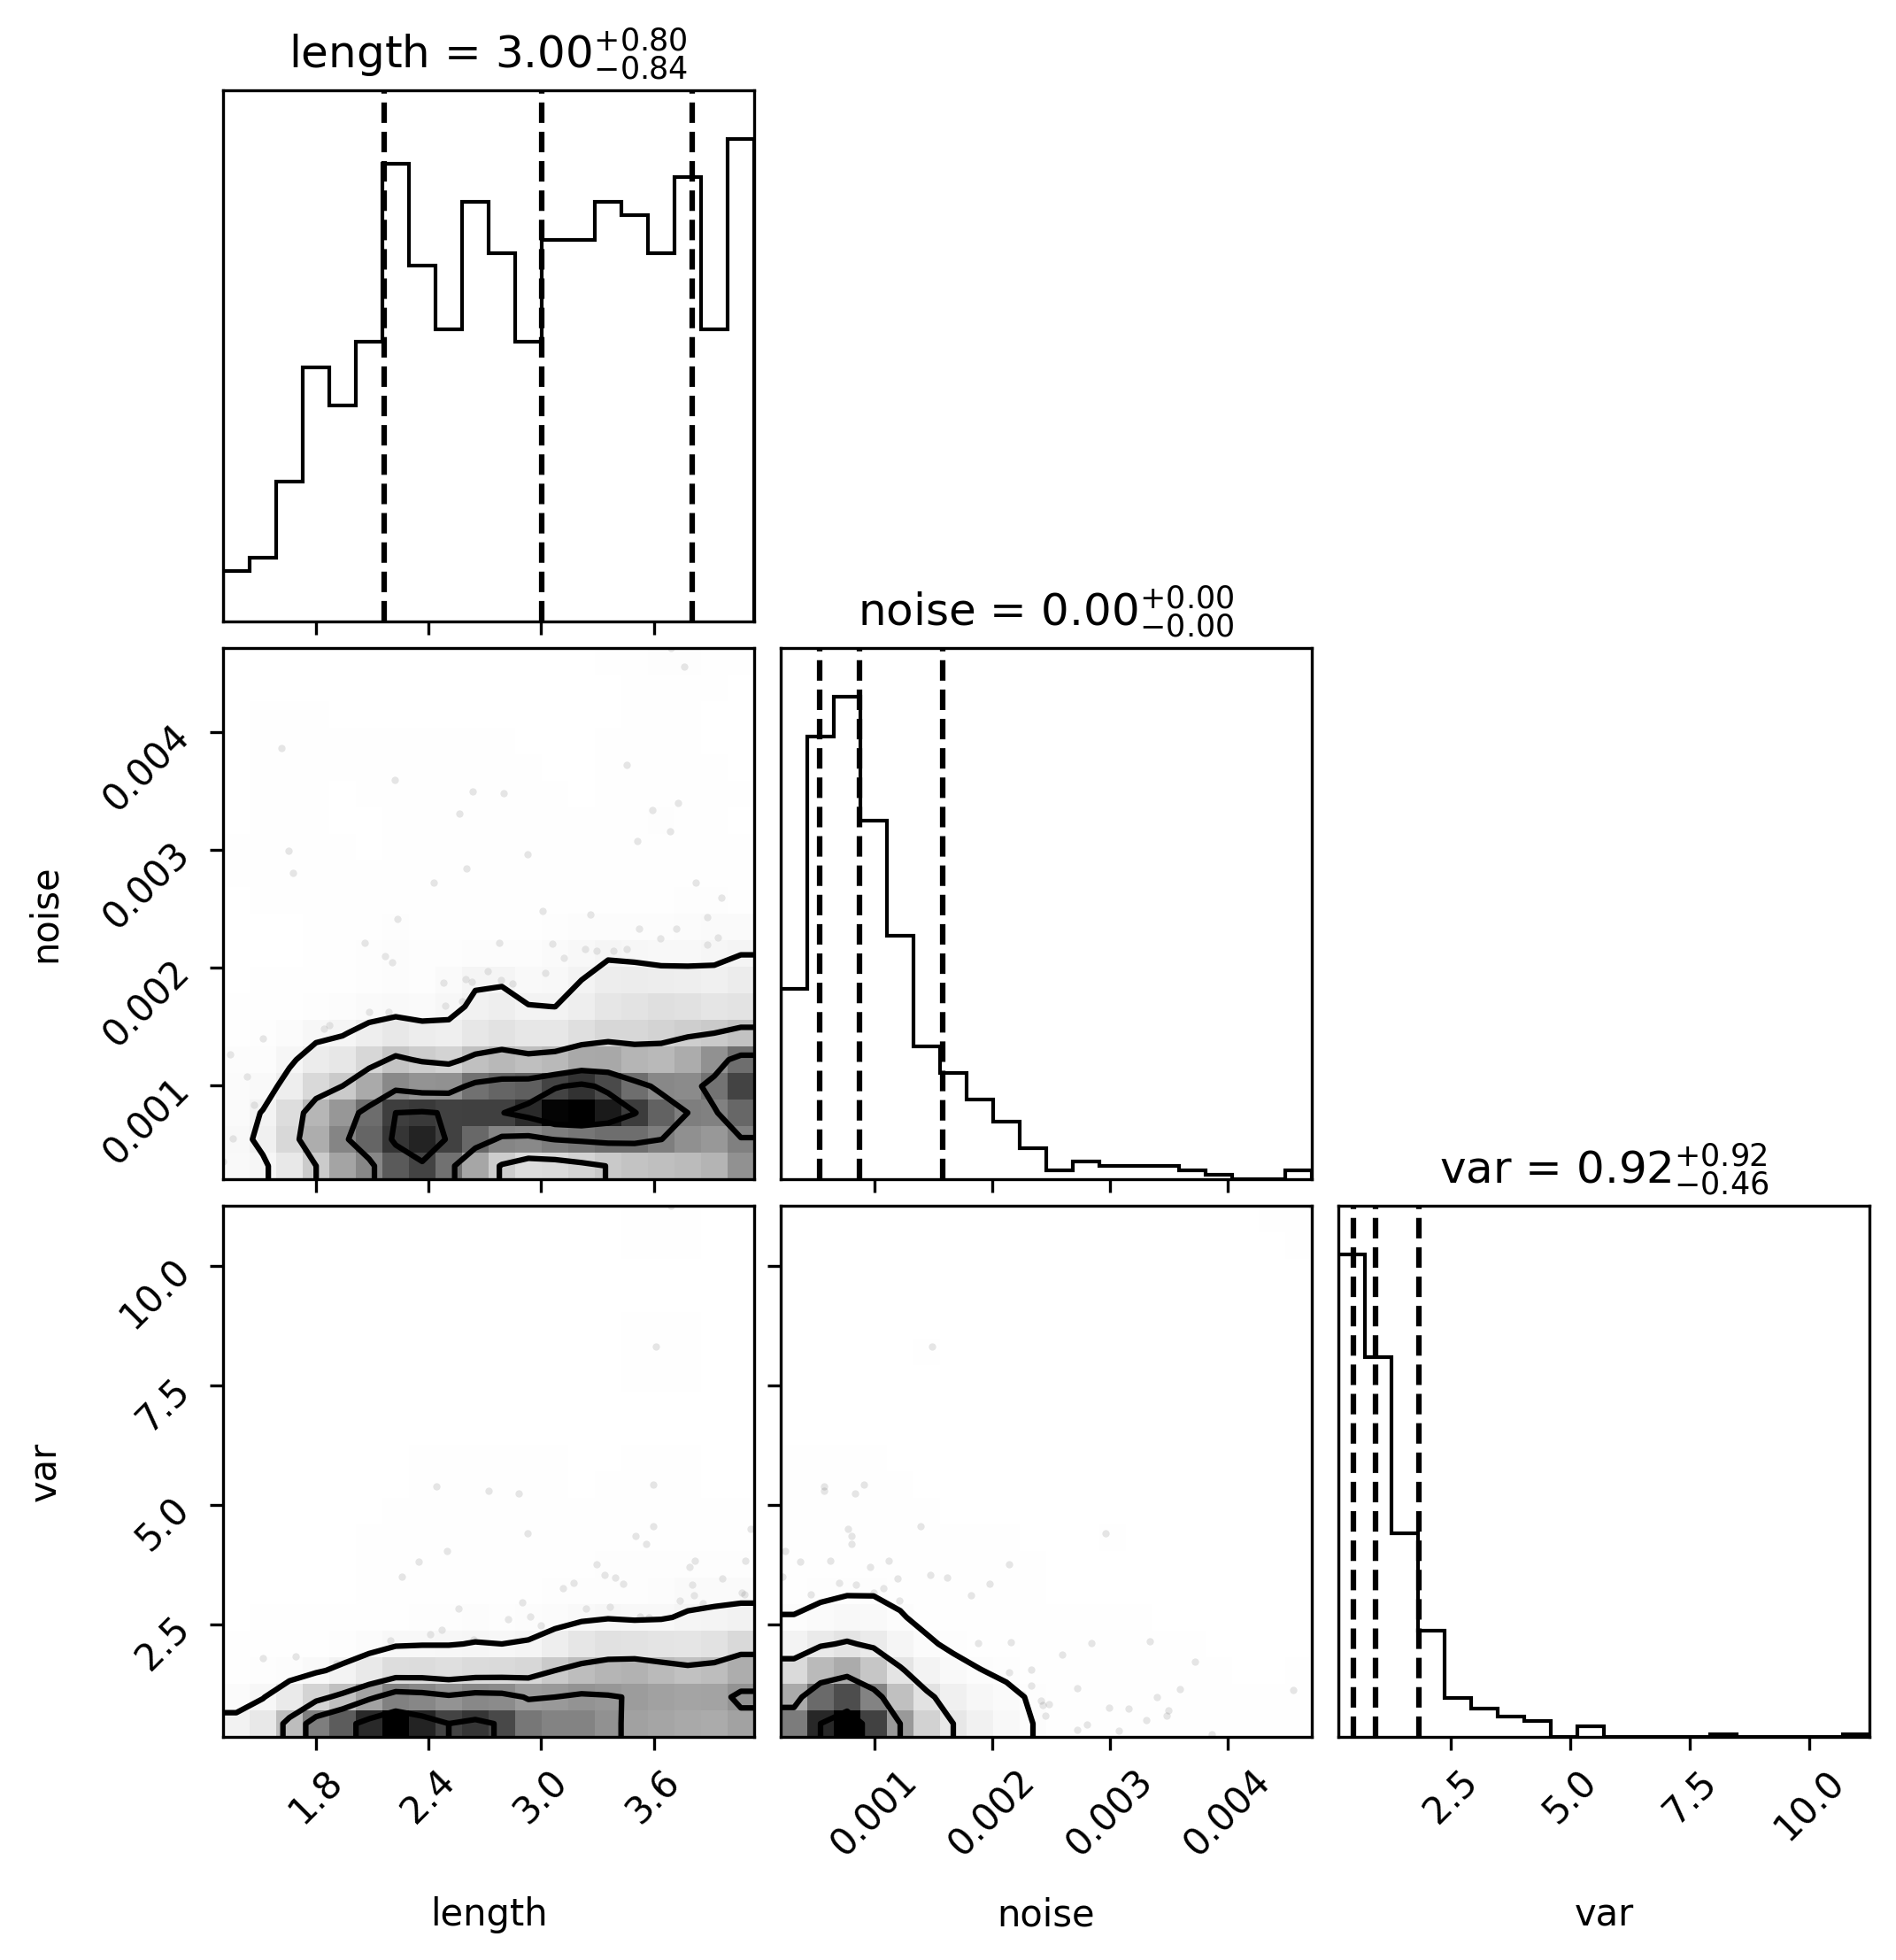 length = 3.00+0.80 −0.84
noise = 0.00+0.00 −0.00
0.004
0.003
0.002
0.001
noise
var = 0.92+0.92 −0.46
10.0
7.5
5.0
2.5
var
1.8 2.4 3.0 3.6
0.001 0.002 0.003 0.004
2.5 5.0 7.5 10.0
length noise var